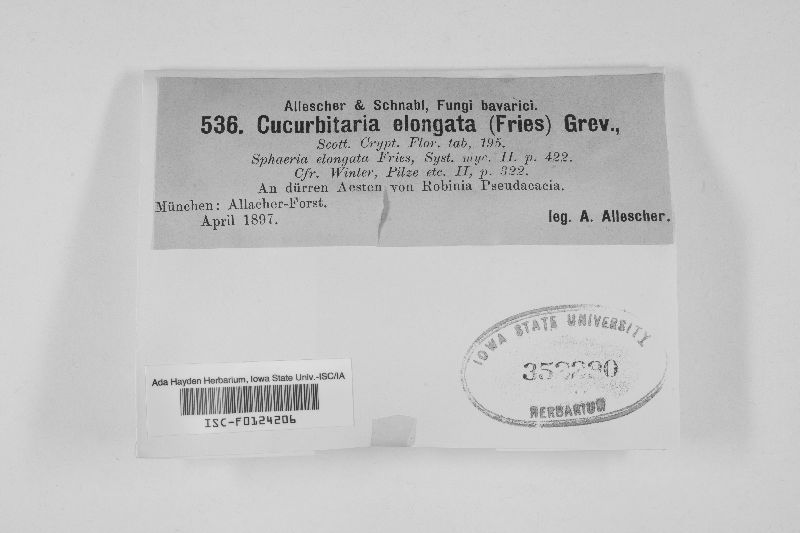 Allescher & Schnabl, Fungi bavarici.
536. Cucurbitaria elongata (Fries) Grev.,
Scott. Crypt. Flor. tab, 195.
Sphaeria elongata Fries, Syst. myc. II. p. 422.
Cfr. Winter, Pilze etc. II, p. 322.
An dürren Aesten von Robinia Pseudacacia.
München: Allacher-Forst.
April 1897.
leg. A. Allescher.
IOWA STATE UNIVERSITY
HERBARIUM
Ada Hayden Herbarium, Iowa State Univ.-ISC/IA
ISC-F0124206